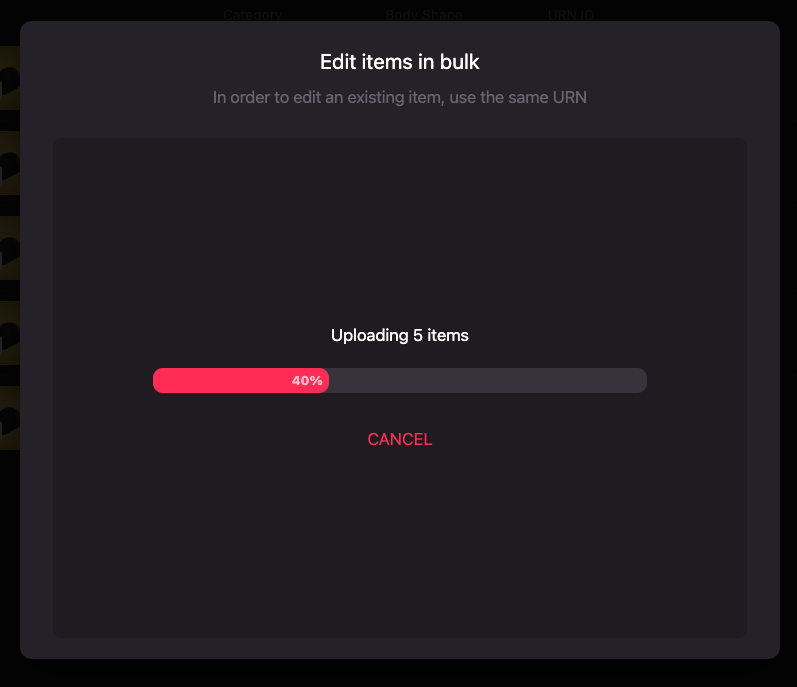 Category Body Shape URN ID
Edit items in bulk
In order to edit an existing item, use the same URN
Uploading 5 items
40%
CANCEL